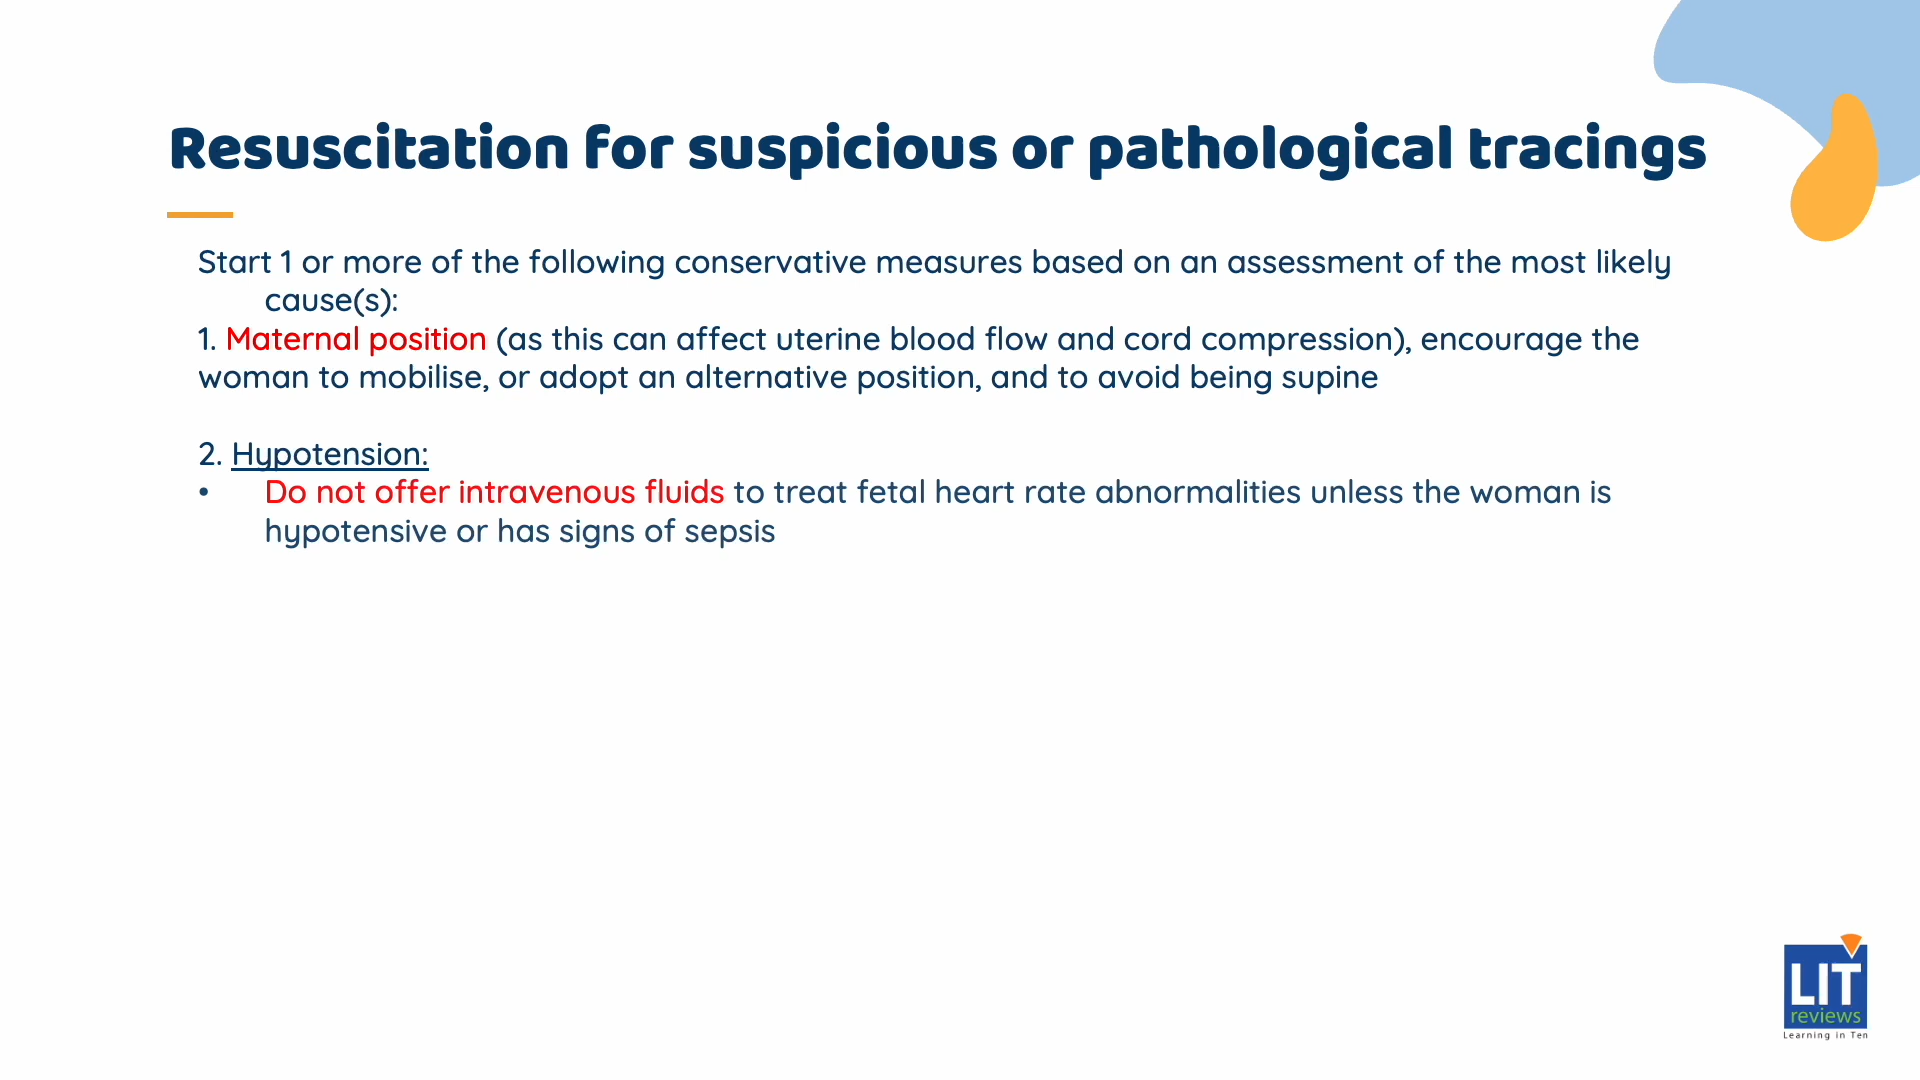 Resuscitation for suspicious or pathological tracings
Start 1 or more of the following conservative measures based on an assessment of the most likely
cause(s):
1. Maternal position (as this can affect uterine blood flow and cord compression), encourage the
woman to mobilise, or adopt an alternative position, and to avoid being supine
2. Hypotension:
• Do not offer intravenous fluids to treat fetal heart rate abnormalities unless the woman is
hypotensive or has signs of sepsis
LIT
reviews
Learning in Ten